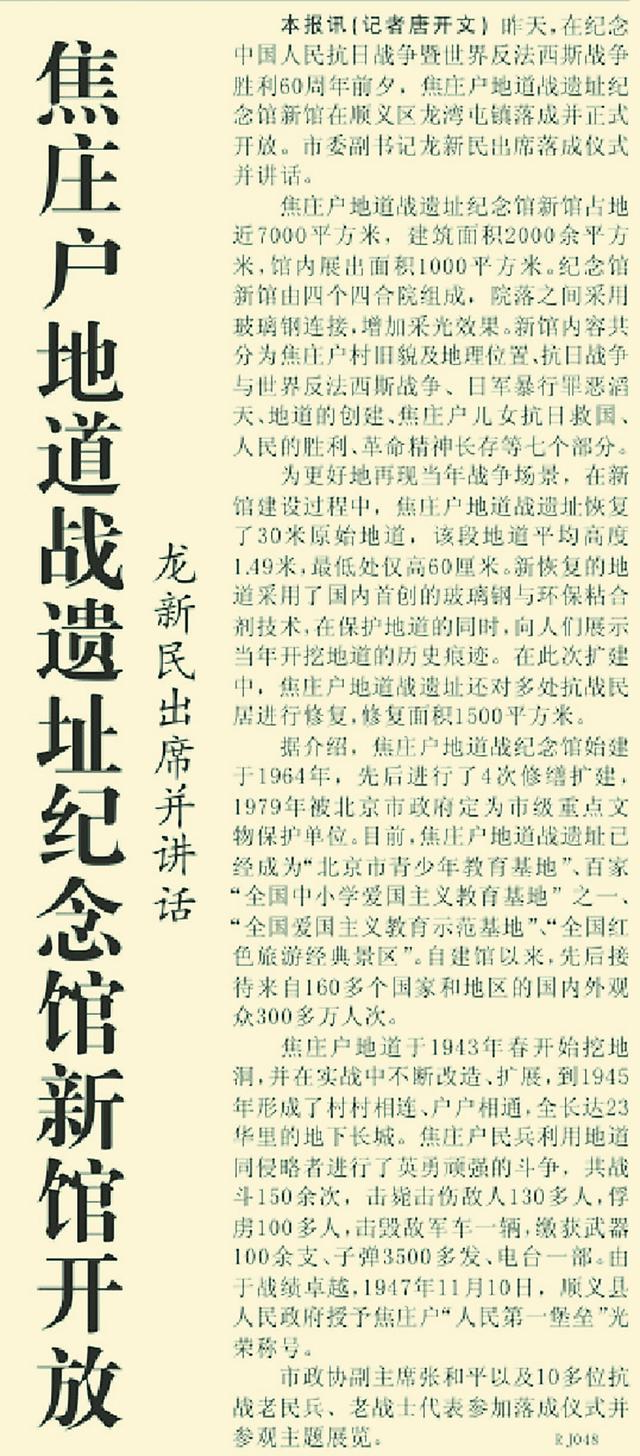 焦庄户地道战遗址纪念馆新馆开放
龙新民出席并讲话
本报讯(记者唐开文) 昨天,在纪念
中国人民抗日战争暨世界反法西斯战争
胜利60周年前夕，焦庄户地道战遗址纪
念馆新馆在顺义区龙湾屯镇落成并正式
开放。市委副书记龙新民出席落成仪式
并讲话。
焦庄户地道战遗址纪念馆新馆占地
近7000平方米，建筑面积2000余平方
米,馆内展出面积1000平方米。纪念馆
新馆由四个四合院组成，院落之间采用
玻璃钢连接,增加采光效果。新馆内容共
分为焦庄户村旧貌及地理位置、抗日战争
与世界反法西斯战争、日军暴行罪恶滔
天、地道的创建、焦庄户儿女抗日救国、
人民的胜利、革命精神长存等七个部分。
为更好地再现当年战争场景，在新
馆建设过程中，焦庄户地道战遗址恢复
了30米原始地道，该段地道平均高度
1.49米,最低处仅高60厘米。新恢复的地
道采用了国内首创的玻璃钢与环保粘合
剂技术,在保护地道的同时,向人们展示
当年开挖地道的历史痕迹。在此次扩建
中，焦庄户地道战遗址还对多处抗战民
居进行修复,修复面积1500平方米。
据介绍，焦庄户地道战纪念馆始建
于1964年，先后进行了4次修缮扩建，
1979年被北京市政府定为市级重点文
物保护单位。目前,焦庄户地道战遗址已
经成为“北京市青少年教育基地”、百家
“全国中小学爱国主义教育基地” 之一、
“全国爱国主义教育示范基地”、“全国红
色旅游经典景区”。自建馆以来,先后接
待来自160多个国家和地区的国内外观
众300多万人次。
焦庄户地道于1943年春开始挖地
洞,并在实战中不断改造、扩展,到1945
年形成了村村相连、户户相通,全长达23
华里的地下长城。焦庄户民兵利用地道
同侵略者进行了英勇顽强的斗争，共战
斗150余次，击毙击伤敌人130多人,俘
虏100多人,击毁敌军车一辆,缴获武器
100余支、子弹3500多发、电台一部。由
于战绩卓越,1947年11月10日，顺义县
人民政府授予焦庄户“人民第一堡垒”光
荣称号。
市政协副主席张和平以及10多位抗
战老民兵、老战士代表参加落成仪式并
参观主题展览。
RJ048